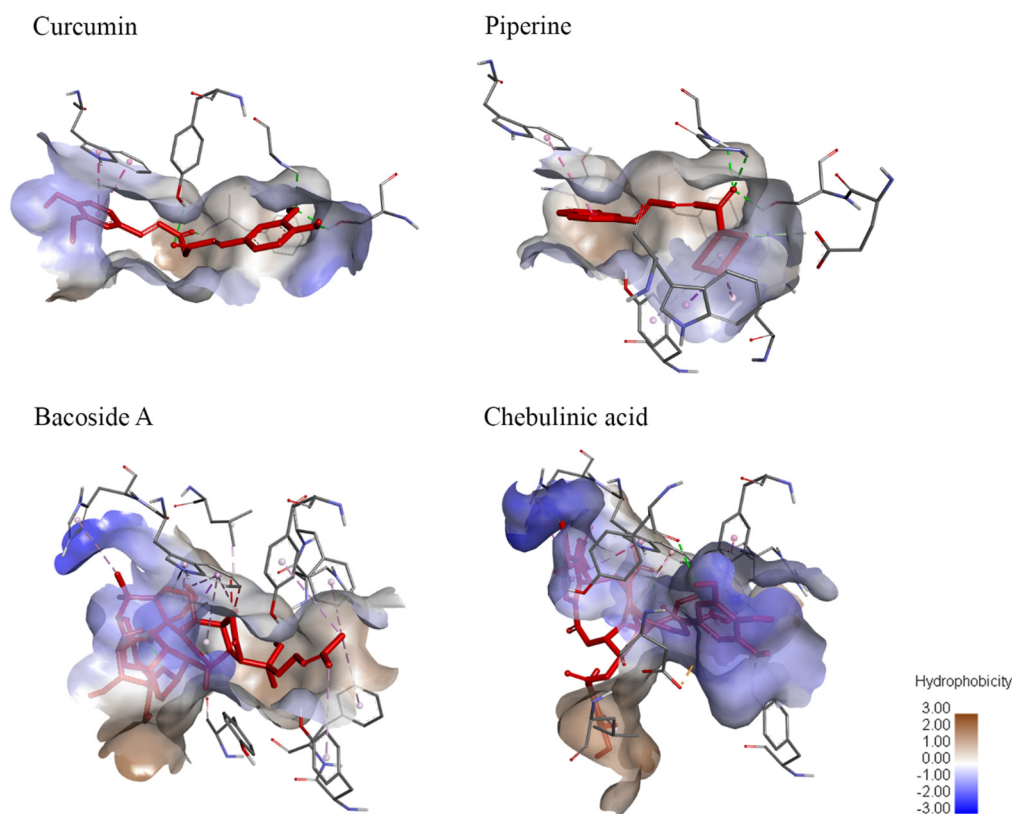 Curcumin
Piperine
Bacoside A
Chebulinic acid
Hydrophobicity
3.00
2.00
1.00
0.00
-1.00
-2.00
-3.00